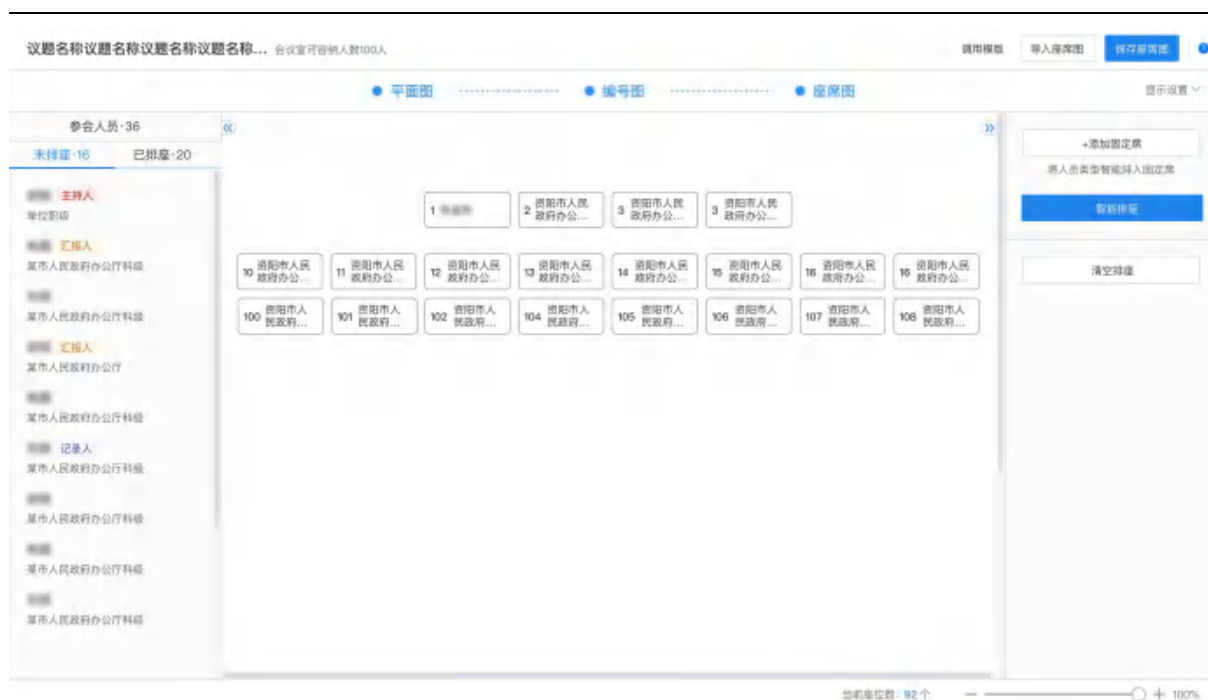 议题名称议题名称议题名称议题名称... 会议室可容纳人数100人
调用模板 导入座席图 保存座席图
平面图 编号图 座席图 显示设置
参会人员·36
未排座·16 已排座·20
主持人
单位职级
汇报人
某市人民政府办公厅科级
某市人民政府办公厅科级
汇报人
某市人民政府办公厅
某市人民政府办公厅科级
记录人
某市人民政府办公厅科级
某市人民政府办公厅科级
某市人民政府办公厅科级
某市人民政府办公厅科级
1
2 资阳市人民政府办公...
3 资阳市人民政府办公...
3 资阳市人民政府办公...
10 资阳市人民政府办公...
11 资阳市人民政府办公...
12 资阳市人民政府办公...
13 资阳市人民政府办公...
14 资阳市人民政府办公...
15 资阳市人民政府办公...
16 资阳市人民政府办公...
16 资阳市人民政府办公...
100 资阳市人民政府...
101 资阳市人民政府...
102 资阳市人民政府...
104 资阳市人民政府...
105 资阳市人民政府...
106 资阳市人民政府...
107 资阳市人民政府...
108 资阳市人民政府...
+添加固定席
将人员类型智能排入固定席
智能排座
清空排座
当前座位数: 92 个 100%